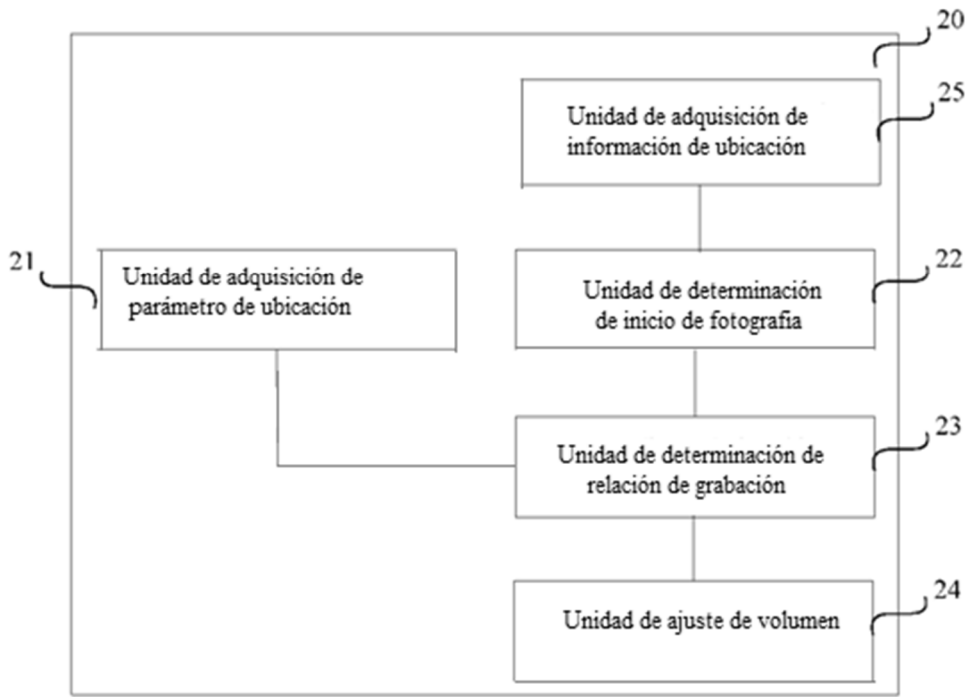 20
25
Unidad de adquisición de
información de ubicación
21
Unidad de adquisición de
parámetro de ubicación
22
Unidad de determinación
de inicio de fotografia
23
Unidad de determinación de
relación de grabación
24
Unidad de ajuste de volumen